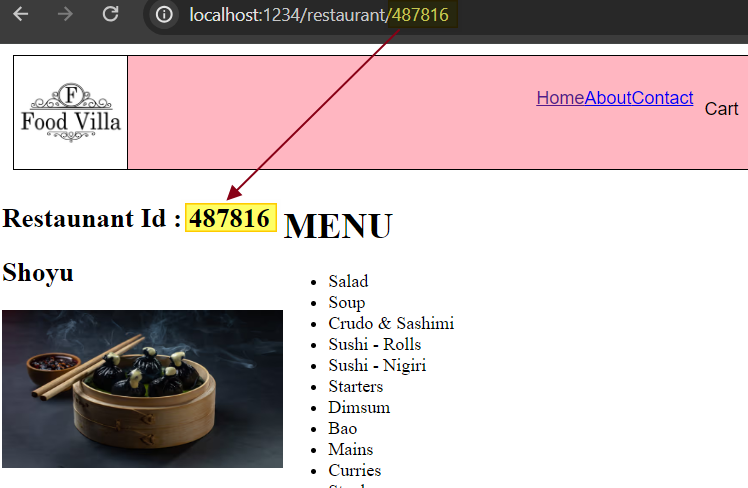 localhost:1234/restaurant/487816
F
Food Villa
HomeAboutContact
Cart
Restaunant Id : 487816
MENU
Shoyu
Salad
Soup
Crudo & Sashimi
Sushi - Rolls
Sushi - Nigiri
Starters
Dimsum
Bao
Mains
Curries